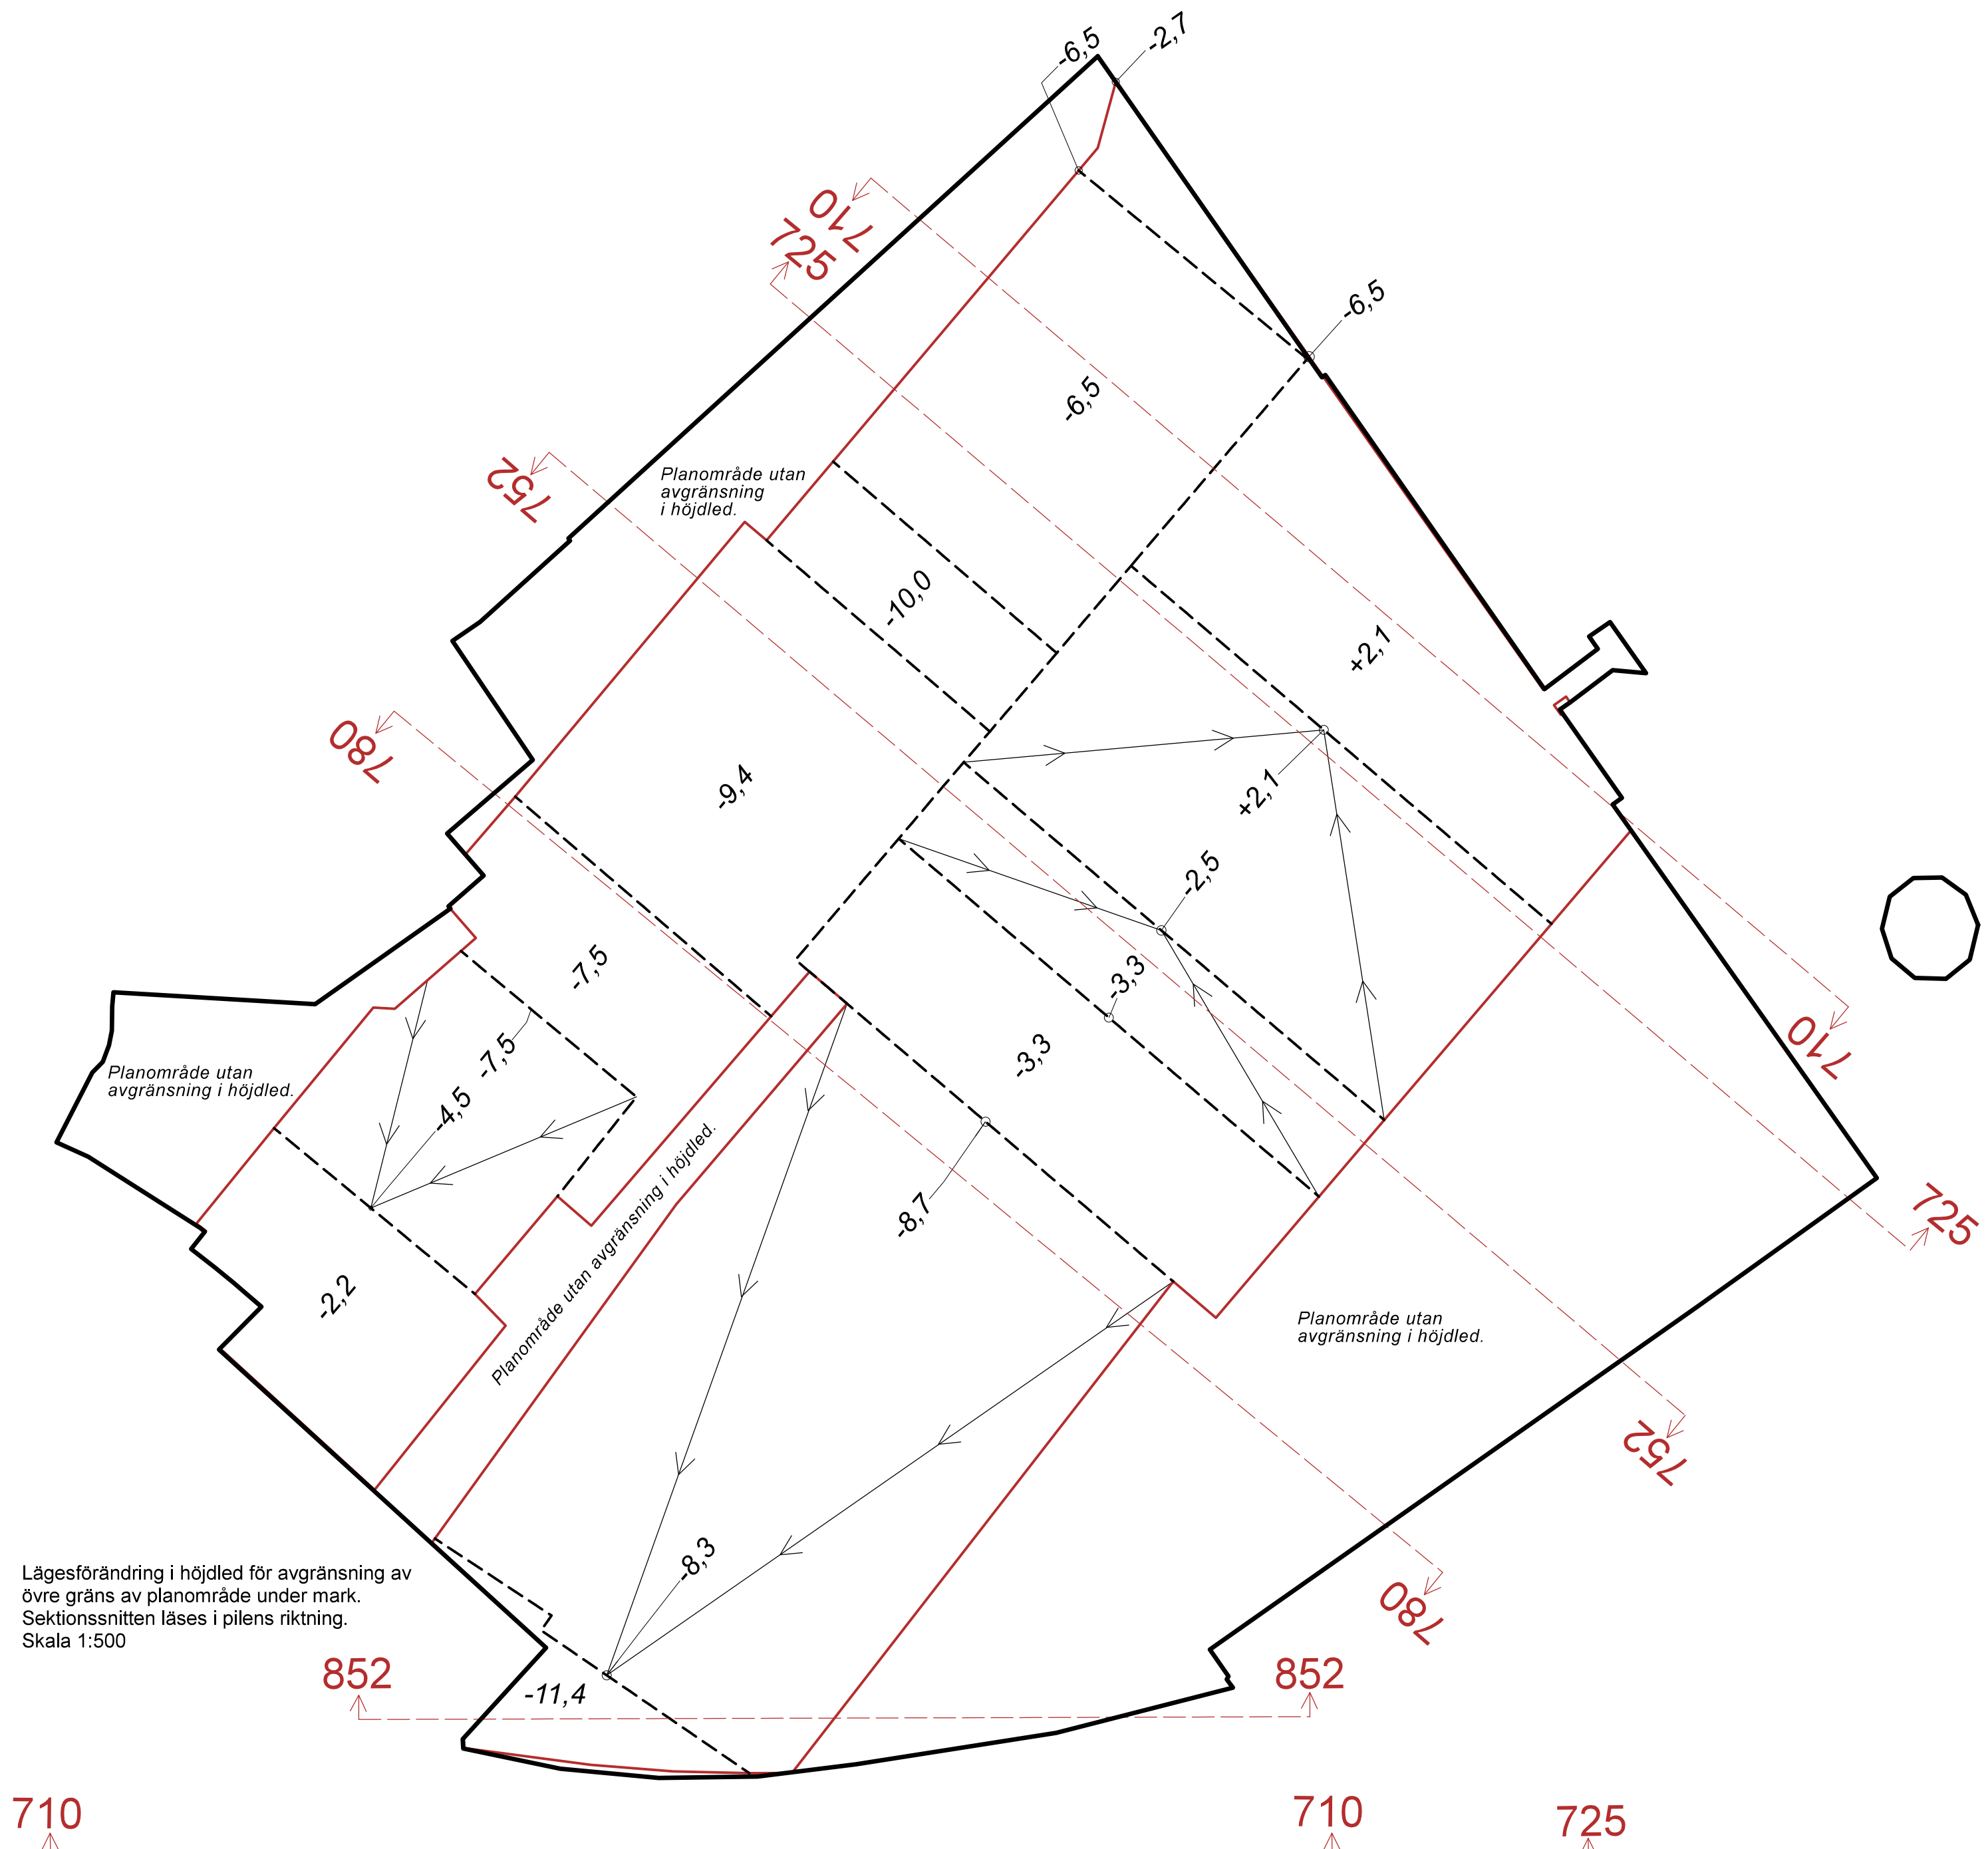 -6,5
-2,7
710
725
-6,5
-6,5
752
Planområde utan
avgränsning
i höjdled.
-10,0
+2,1
780
-9,4
+2,1
-2,5
-7,5
-3,3
710
-7,5
-3,3
Planområde utan
avgränsning i höjdled.
-4,5
Planområde utan avgränsning i höjdled.
-8,7
725
-2,2
Planområde utan
avgränsning i höjdled.
752
-8,3
Lägesförändring i höjdled för avgränsning av
övre gräns av planområde under mark.
Sektionssnitten läses i pilens riktning.
Skala 1:500
780
852
852
-11,4
710
710
725